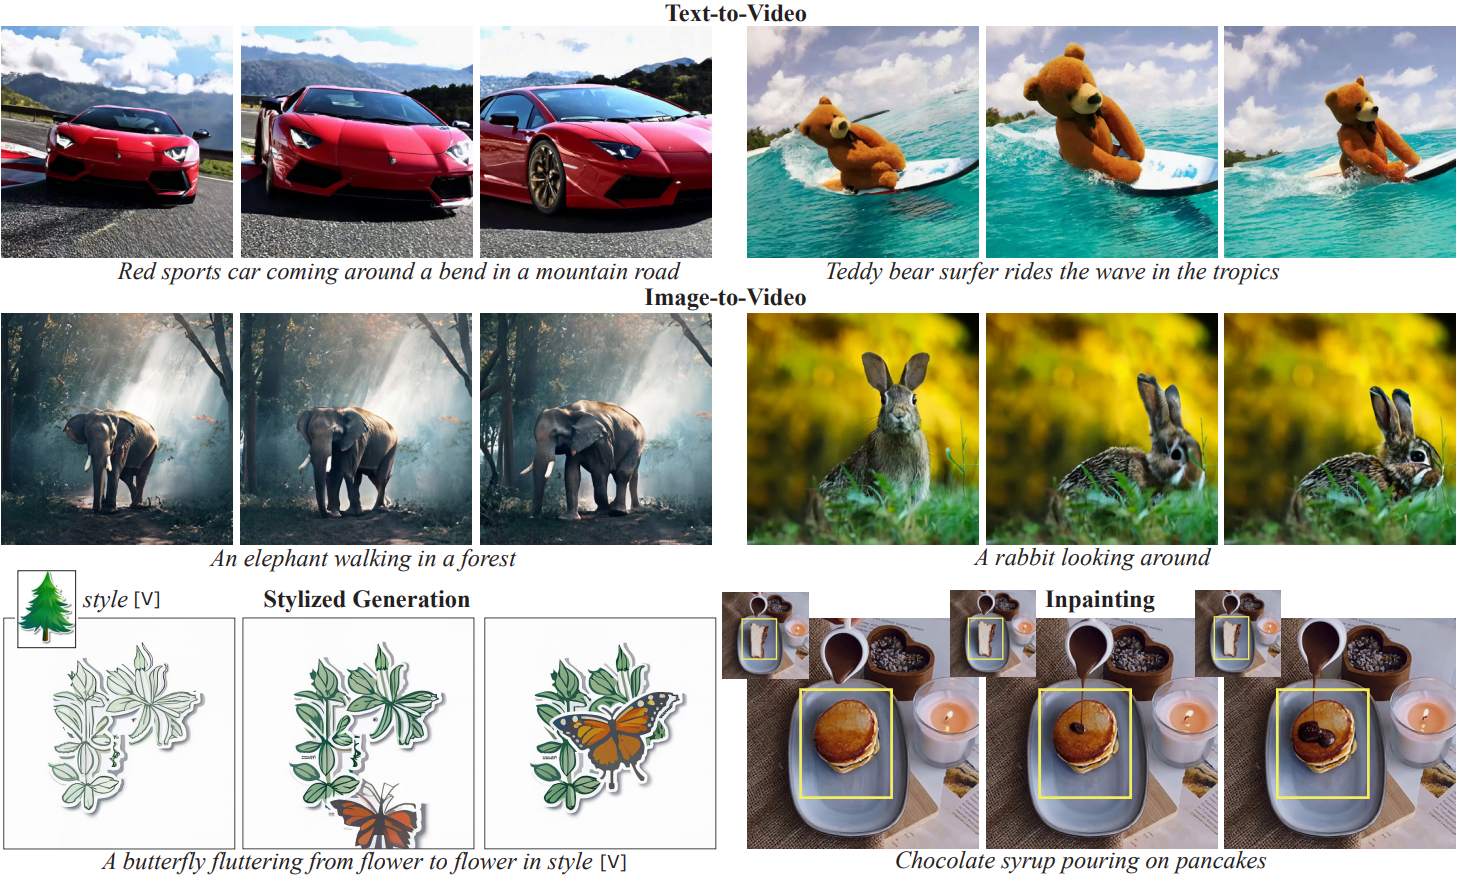 Text-to-Video
Red sports car coming around a bend in a mountain road
Teddy bear surfer rides the wave in the tropics
Image-to-Video
An elephant walking in a forest
A rabbit looking around
style [V]
Stylized Generation
Inpainting
A butterfly fluttering from flower to flower in style [V]
Chocolate syrup pouring on pancakes